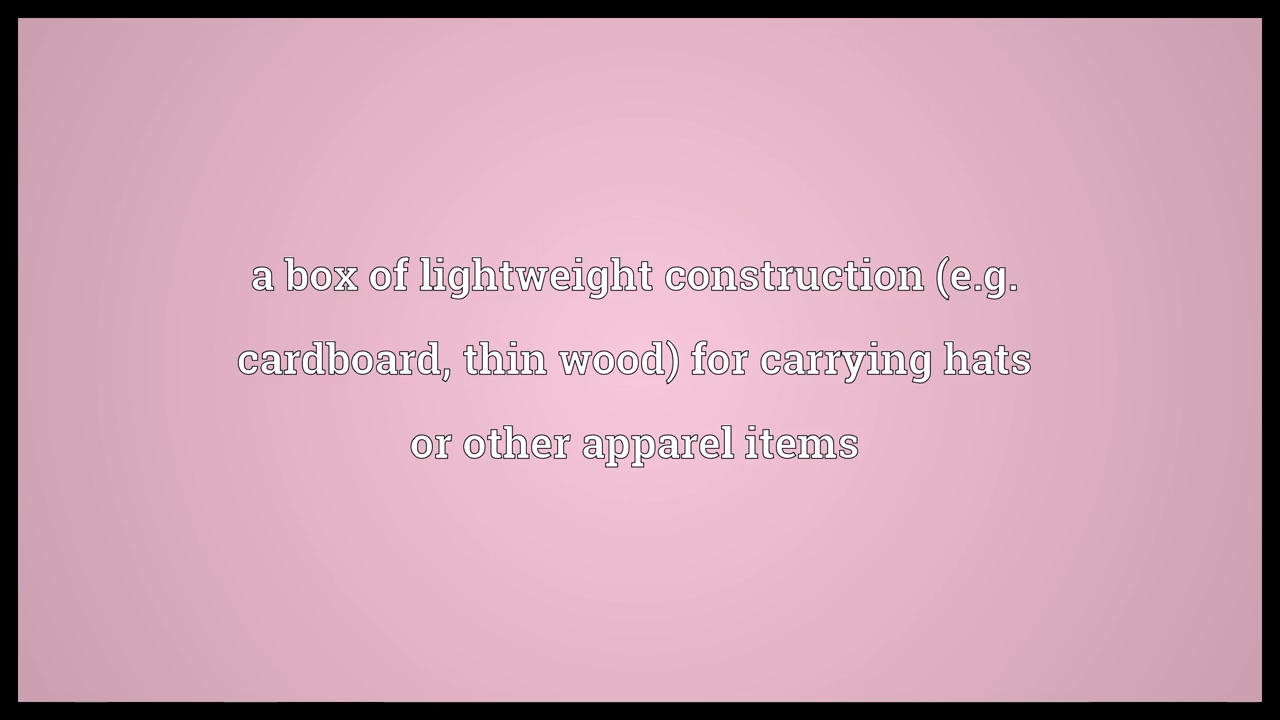 a box of lightweight construction (e.g.
cardboard, thin wood) for carrying hats
or other apparel items